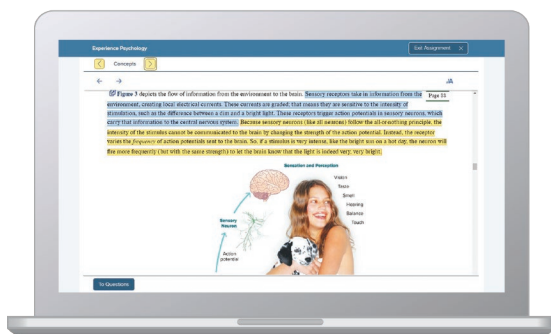 Experience Psychology
Exit Assignment X
Concepts
Figure 3 depicts the flow of information from the environment to the brain. Sensory receptors take in information from the
Page 88
environment, creating local electrical currents. These currents are graded; that means they are sensitive to the intensity of
stimulation, such as the difference between a dim and a bright light. These receptors trigger action potentials in sensory neurons, which
carry that information to the central nervous system. Because sensory neurons (like all neurons) follow the all-or-nothing principle, the
intensity of the stimulus cannot be communicated to the brain by changing the strength of the action potential. Instead, the receptor
varies the frequency of action potentials sent to the brain. So, if a stimulus is very intense, like the bright sun on a hot day, the neuron will
fire more frequently (but with the same strength) to let the brain know that the light is indeed very, very bright.
Sensation and Perception
Vision
Taste
Smell
Hearing
Balance
Touch
Sensory
Neuron
Action
potential
To Questions